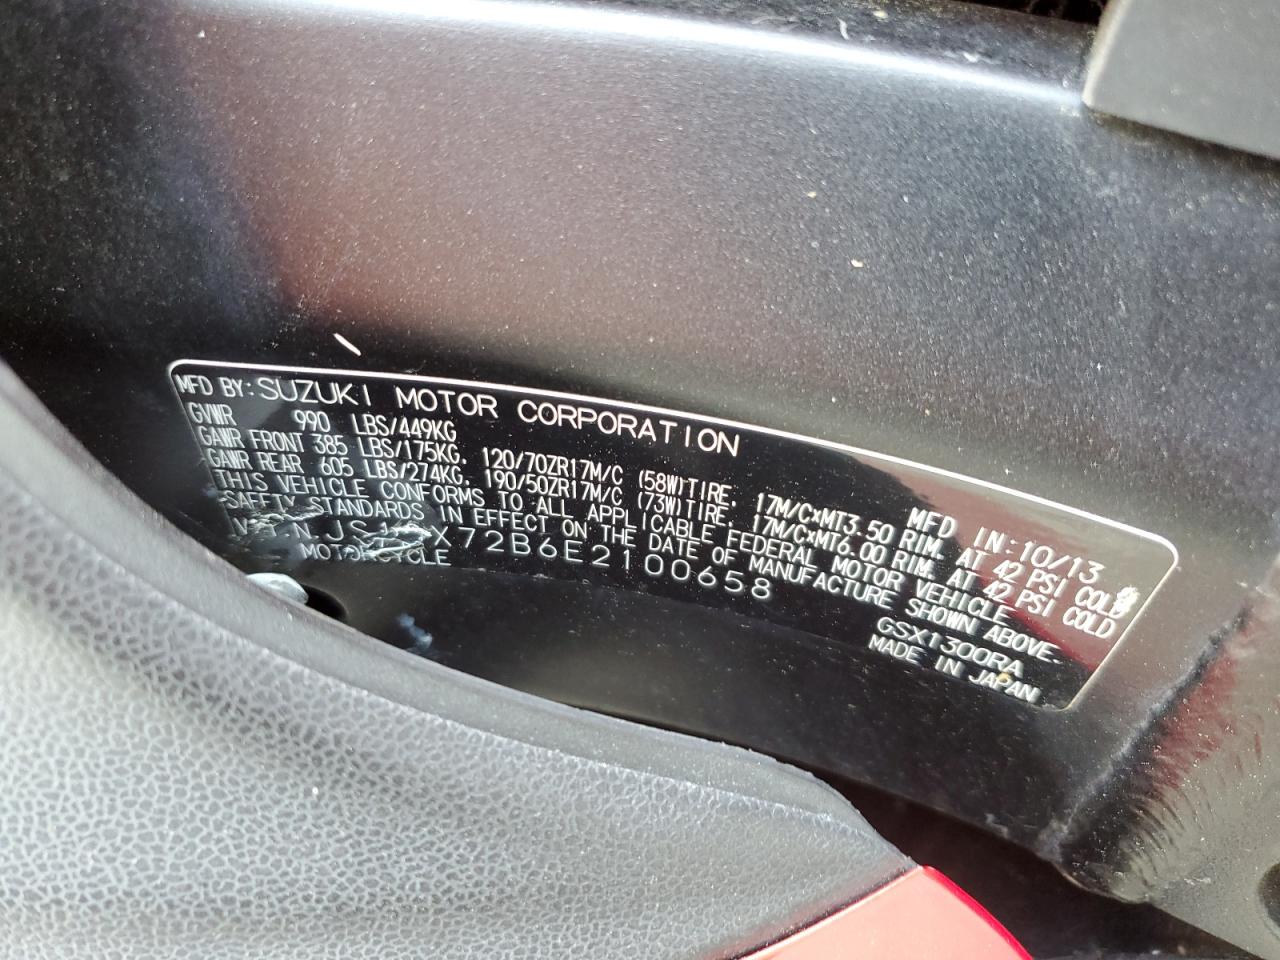 MFD BY: SUZUKI MOTOR CORPORATION
MFD IN: 10/13
GVWR 990 LBS/449KG
GAWR FRONT 385 LBS/175KG, 120/70ZR17M/C (58W)TIRE, 17M/C×MT3.50 RIM, AT 42 PSI COLD
GAWR REAR 605 LBS/274KG, 190/50ZR17M/C (73W)TIRE, 17M/C×MT6.00 RIM, AT 42 PSI COLD
THIS VEHICLE CONFORMS TO ALL APPLICABLE FEDERAL MOTOR VEHICLE
SAFETY STANDARDS IN EFFECT ON THE DATE OF MANUFACTURE SHOWN ABOVE.
GSX1300RA
MOTORCYCLE
MADE IN JAPAN